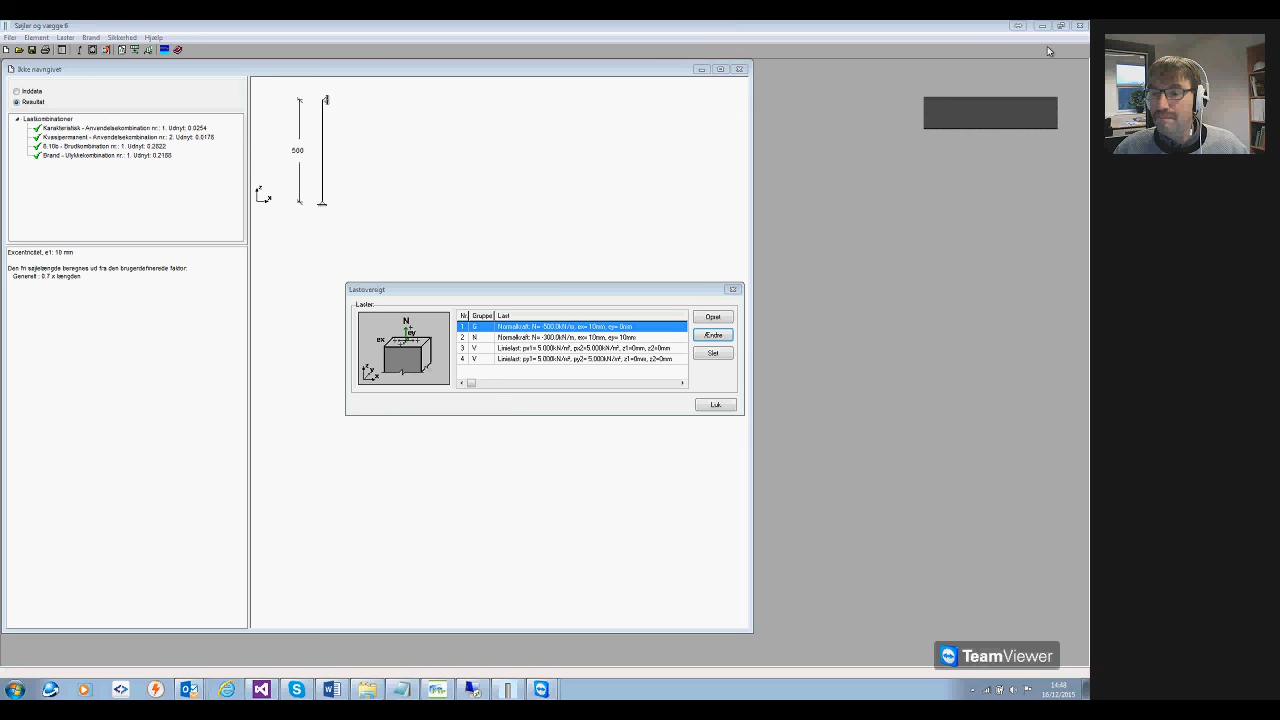 Søjler og vægge 6
Filer Element Laster Brand Sikkerhed Hjælp
Ikke navngivet
Inddata
Resultat
Lastkombinationer
Karakteristisk - Anvendelsekombination nr.: 1. Udnyt: 0.0254
Kvasipermanent - Anvendelsekombination nr.: 2. Udnyt: 0.0176
6.10b - Brudkombination nr.: 1. Udnyt: 0.2822
Brand - Ulykkekombination nr.: 1. Udnyt: 0.2188
Excentricitet, e1: 10 mm
Den fri søjlelængde beregnes ud fra den brugerdefinerede faktor:
Generelt : 0.7 x længden
500
z
x
Lastoversigt
Laster:
N
ey
ex
z
y
x
Nr Gruppe Last
1 G Normalkraft: N= -500.0kN/m, ex= 10mm, ey= 0mm
2 N Normalkraft: N= -300.0kN/m, ex= 10mm, ey= 10mm
3 V Linielast: px1= 5.000kN/m², px2=5.000kN/m², z1=0mm, z2=0mm
4 V Linielast: py1= 5.000kN/m², py2= 5.000kN/m², z1=0mm, z2=0mm
Opret
Ændre
Slet
Luk
TeamViewer
14:48
16/12/2015